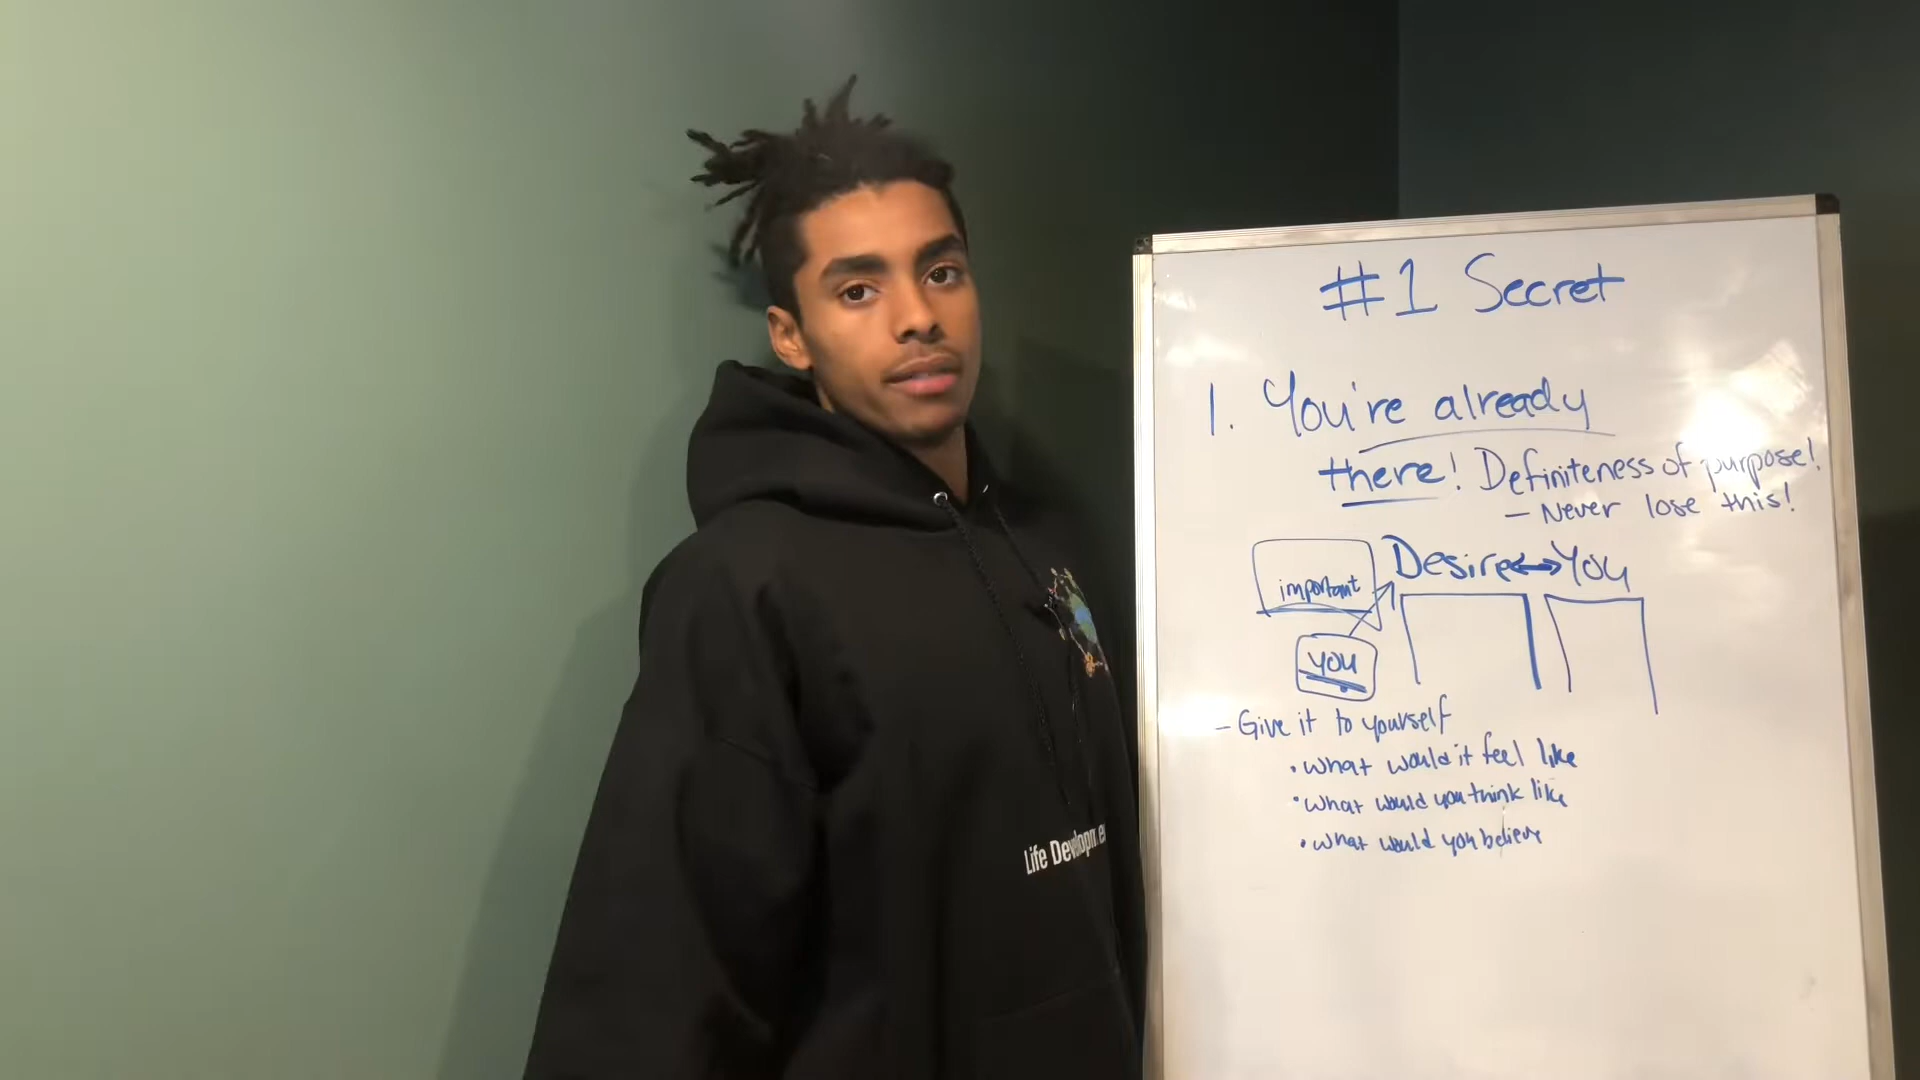 #1 Secret
1. You're already
there! Definiteness of purpose!
- Never lose this!
Desire ↔ You
important
you
- Give it to yourself
• What would it feel like
• What would you think like
• What would you believe
Life Developme